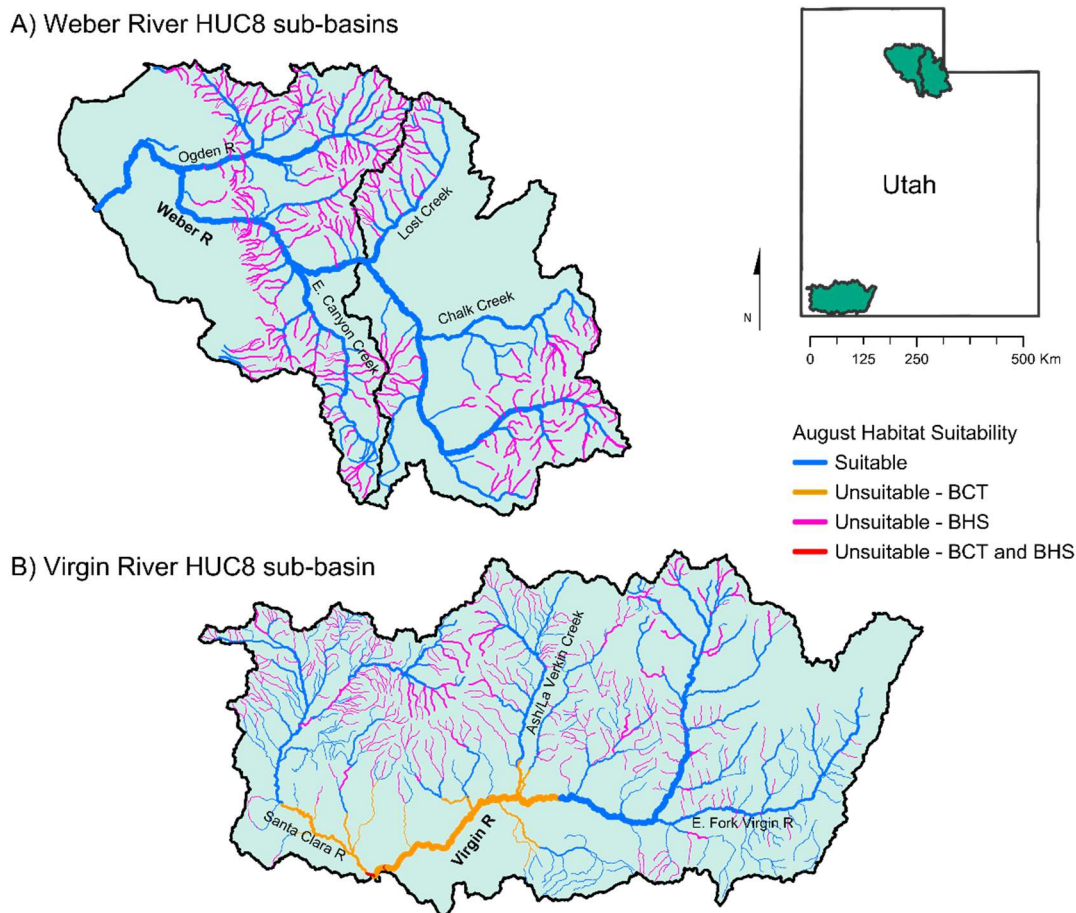 A) Weber River HUC8 sub-basins
Ogden R
Weber R
Lost Creek
E. Canyon Creek
Chalk Creek
Utah
N
0 125 250 500 Km
August Habitat Suitability
Suitable
Unsuitable - BCT
Unsuitable - BHS
Unsuitable - BCT and BHS
B) Virgin River HUC8 sub-basin
Ash/La Verkin Creek
Santa Clara R
Virgin R
E. Fork Virgin R